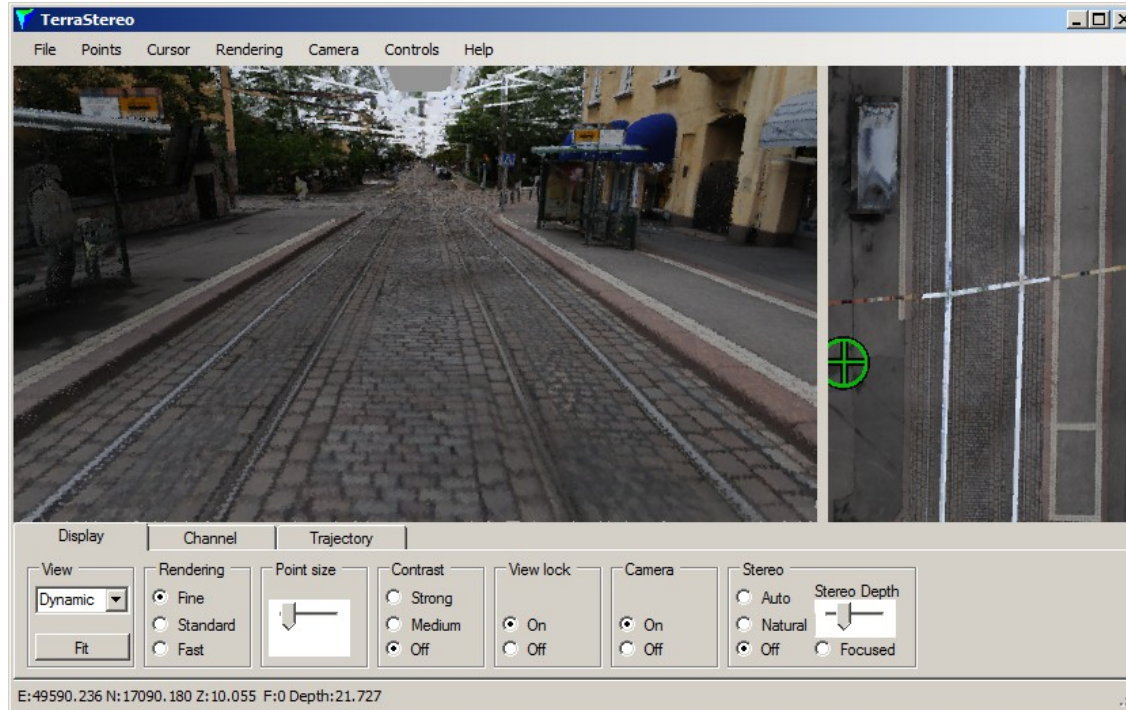 TerraStereo
File Points Cursor Rendering Camera Controls Help
Display Channel Trajectory
View Rendering Point size Contrast View lock Camera Stereo
Dynamic Fine Strong Auto Stereo Depth
Standard Medium On On Natural
Fit Fast Off Off Off Off Focused
E:49590.236 N:17090.180 Z:10.055 F:0 Depth:21.727